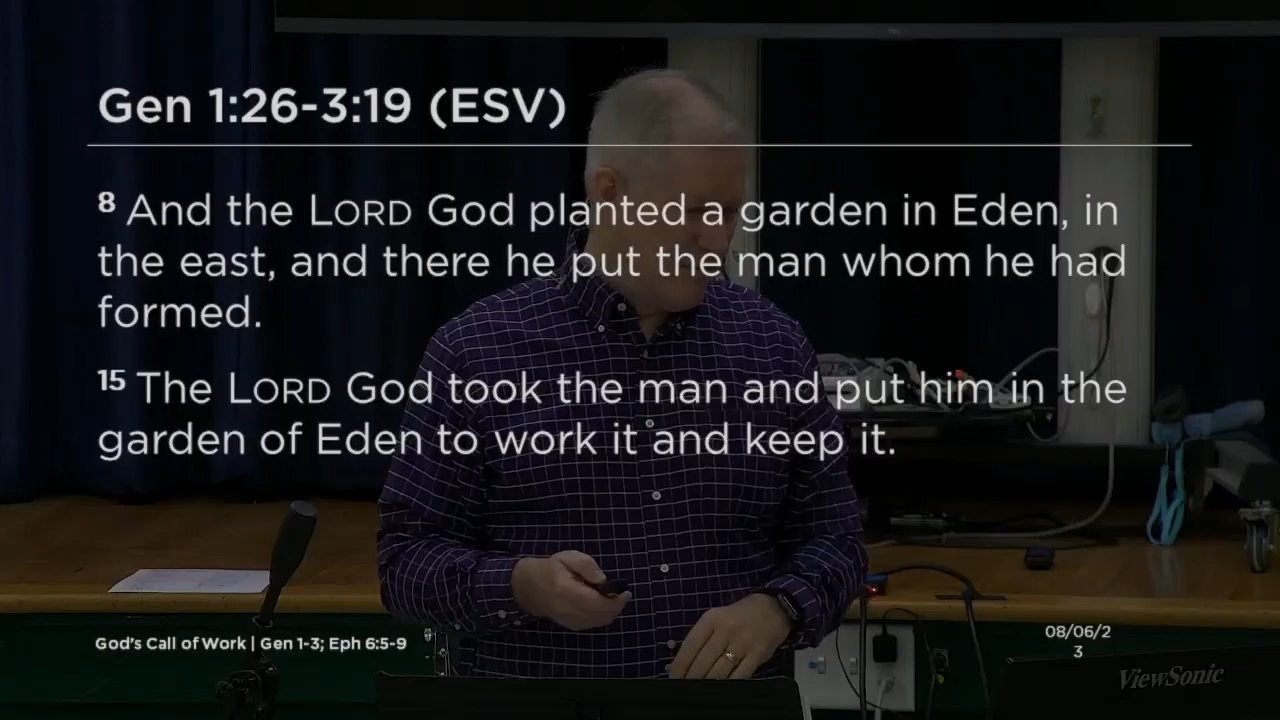 Gen 1:26-3:19 (ESV)
8 And the LORD God planted a garden in Eden, in
the east, and there he put the man whom he had
formed.
15 The LORD God took the man and put him in the
garden of Eden to work it and keep it.
God's Call of Work | Gen 1-3; Eph 6:5-9
08/06/2
3
ViewSonic